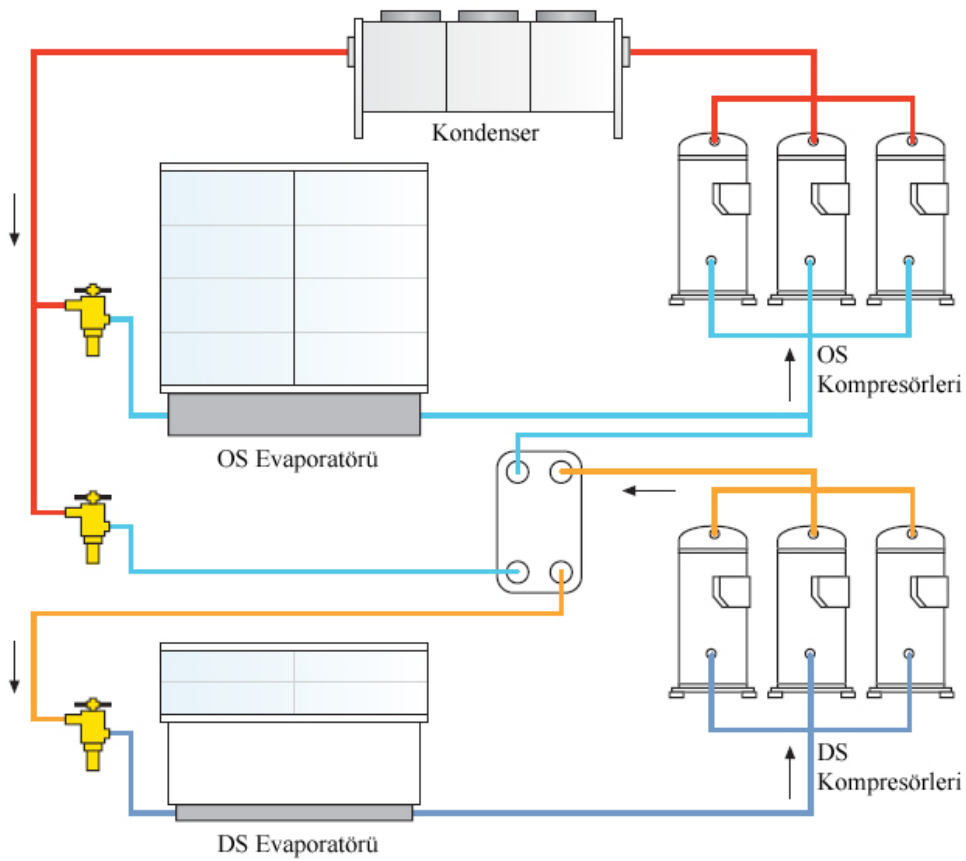 Kondenser
OS Evaporatörü
OS
Kompresörleri
DS
Kompresörleri
DS Evaporatörü